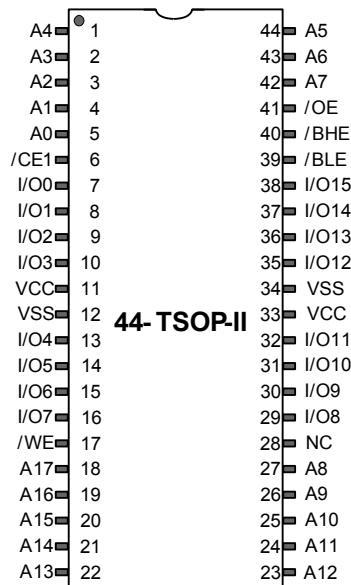 A4 1 44 A5
A3 2 43 A6
A2 3 42 A7
A1 4 41 /OE
A0 5 40 /BHE
/CE1 6 39 /BLE
I/O0 7 38 I/O15
I/O1 8 37 I/O14
I/O2 9 36 I/O13
I/O3 10 35 I/O12
VCC 11 34 VSS
VSS 12 33 VCC
44-TSOP-II
I/O4 13 32 I/O11
I/O5 14 31 I/O10
I/O6 15 30 I/O9
I/O7 16 29 I/O8
/WE 17 28 NC
A17 18 27 A8
A16 19 26 A9
A15 20 25 A10
A14 21 24 A11
A13 22 23 A12